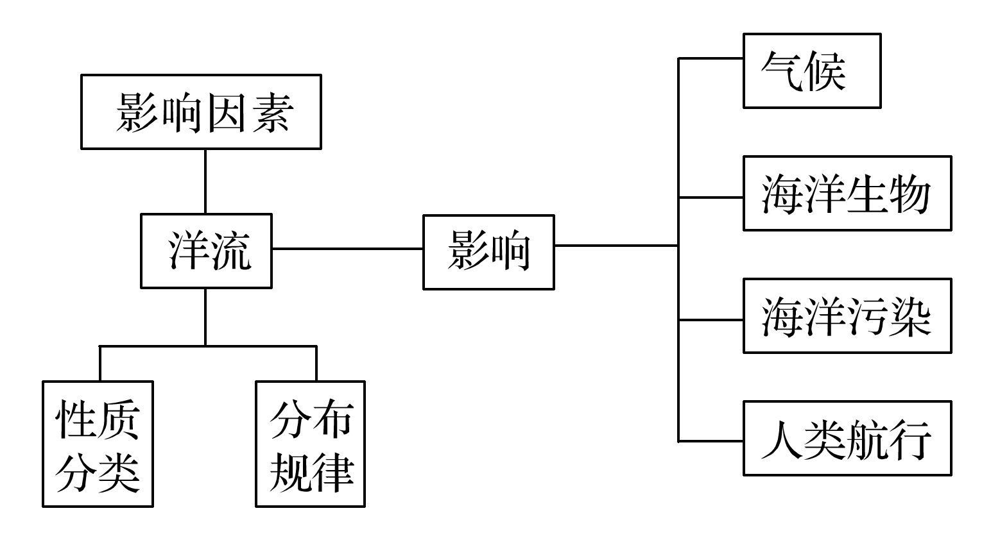 影响因素
洋流
性质
分类
分布
规律
影响
气候
海洋生物
海洋污染
人类航行